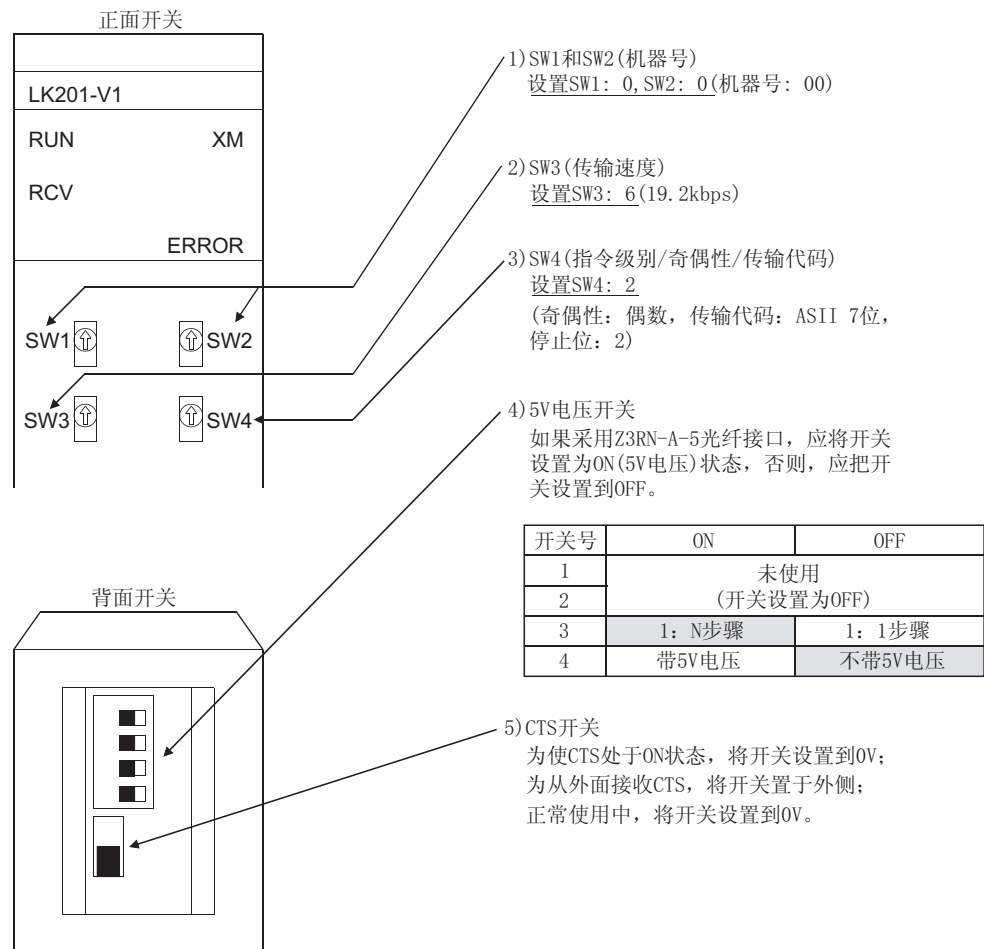 正面开关
LK201-V1
RUN XM
RCV
ERROR
SW1 SW2
SW3 SW4
1)SW1和SW2(机器号)
设置SW1: 0,SW2: 0(机器号: 00)
2)SW3(传输速度)
设置SW3: 6(19.2kbps)
3)SW4(指令级别/奇偶性/传输代码)
设置SW4: 2
(奇偶性: 偶数, 传输代码: ASII 7位,
停止位: 2)
4)5V电压开关
如果采用Z3RN-A-5光纤接口, 应将开关
设置为ON(5V电压)状态, 否则, 应把开
关设置到OFF。
开关号 ON OFF
1 未使用
2 (开关设置为OFF)
3 1: N步骤 1: 1步骤
4 带5V电压 不带5V电压
背面开关
5)CTS开关
为使CTS处于ON状态, 将开关设置到0V;
为从外面接收CTS, 将开关置于外侧;
正常使用中, 将开关设置到0V。